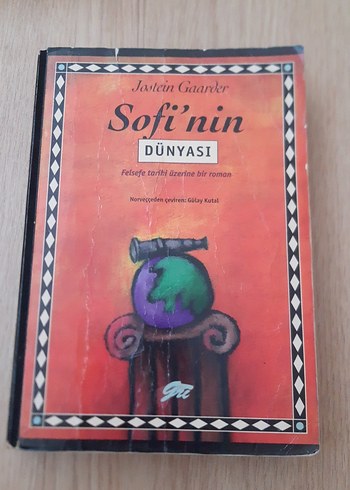 Jostein Gaarder
Sofi'nin
DÜNYASI
Felsefe tarihi üzerine bir roman
Norveççeden çeviren: Gülay Kutal